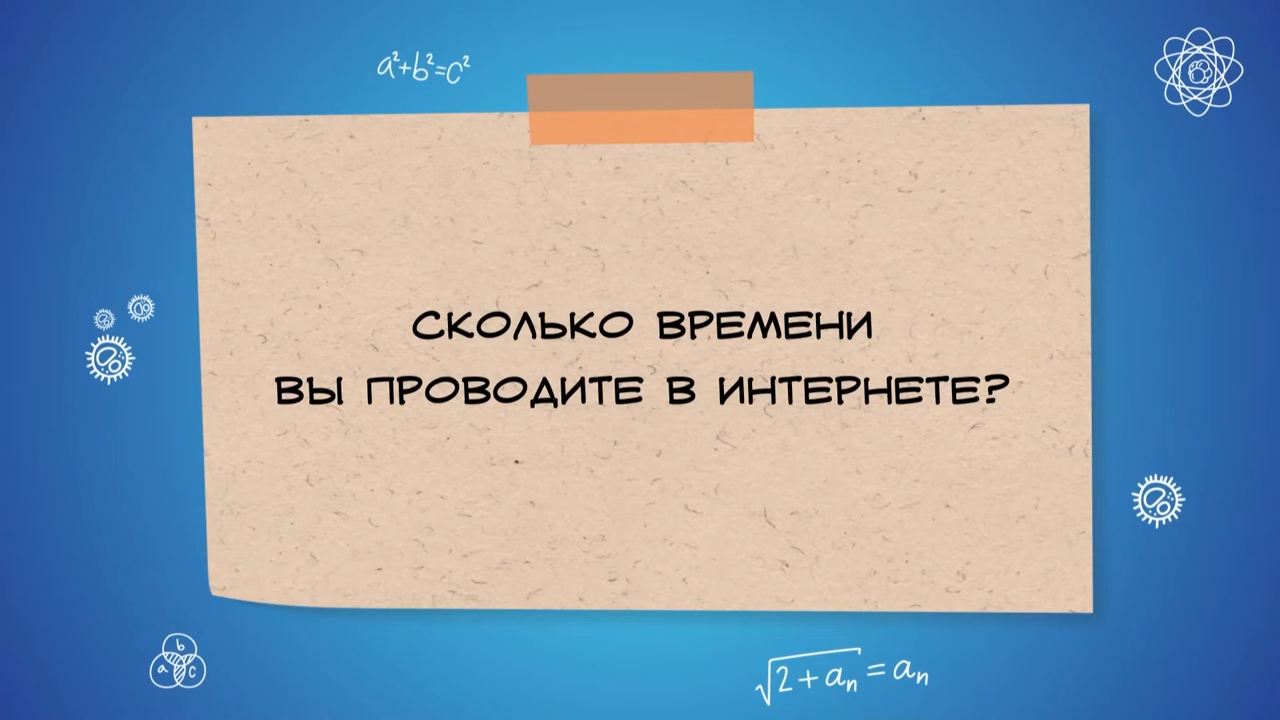 a²+b²=c²
СКОЛЬКО ВРЕМЕНИ
ВЫ ПРОВОДИТЕ В ИНТЕРНЕТЕ?
b
a c
√2+aₙ = aₙ